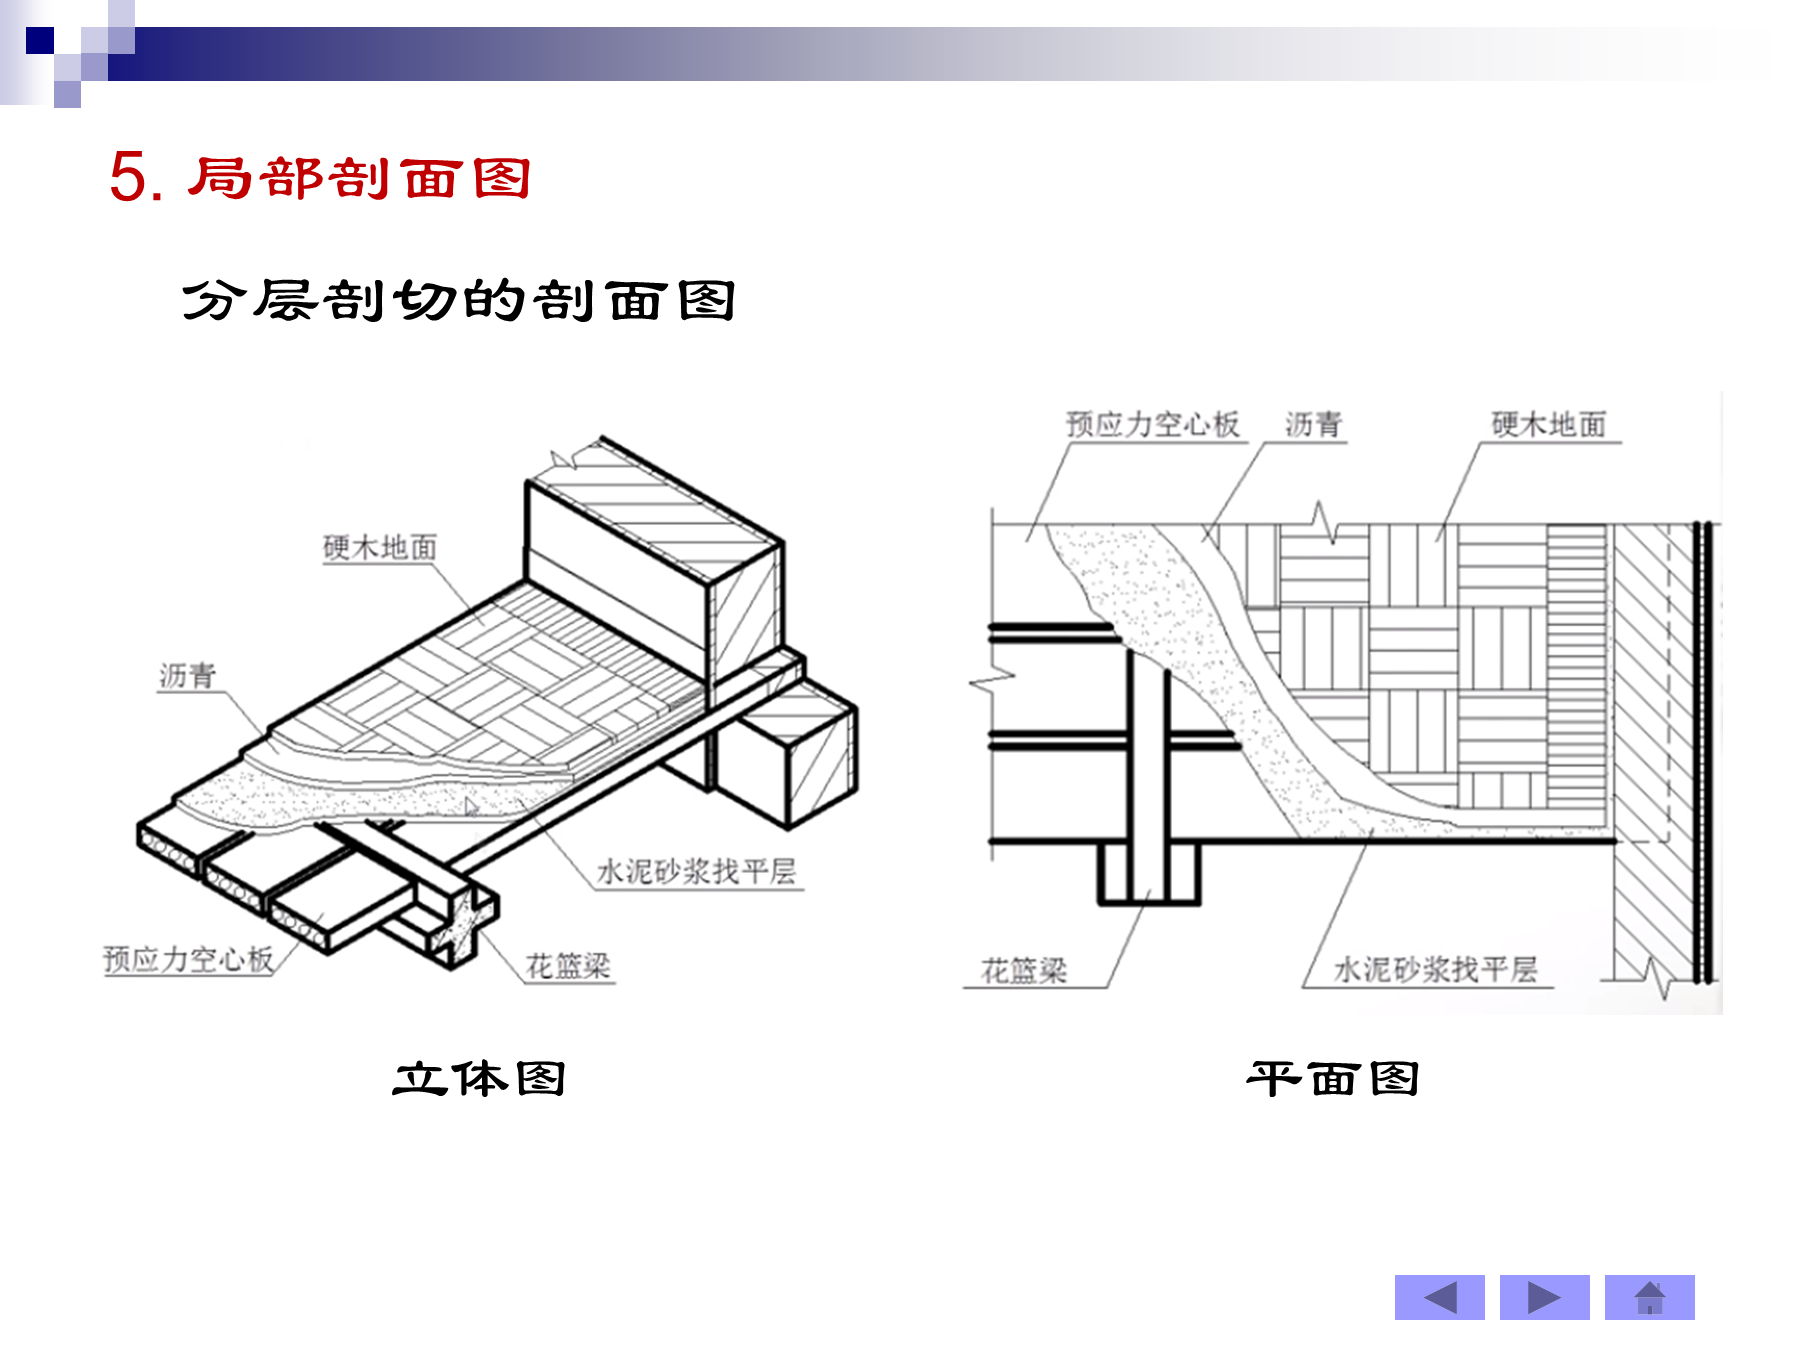 5. 局部剖面图
分层剖切的剖面图
硬木地面
沥青
水泥砂浆找平层
预应力空心板
花篮梁
预应力空心板
沥青
硬木地面
花篮梁
水泥砂浆找平层
立体图
平面图